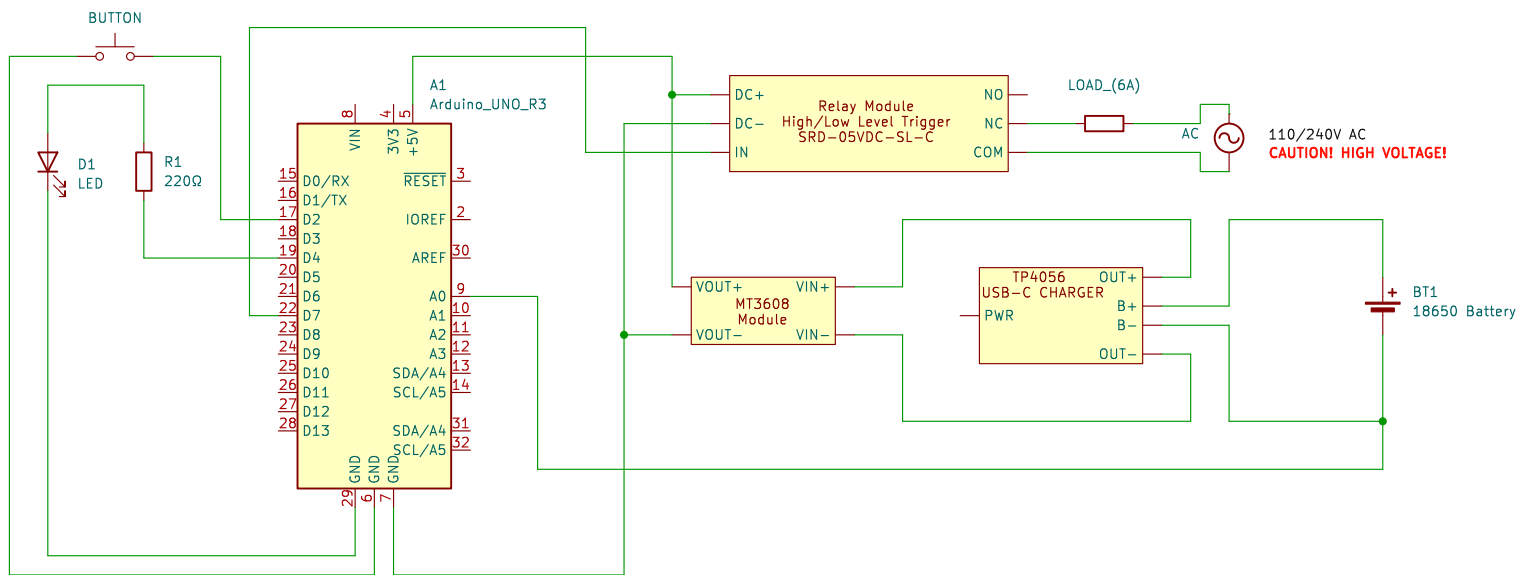 BUTTON
A1
Arduino_UNO_R3
D1
LED
R1
220Ω
8
4
5
VIN
3V3
+5V
15
D0/RX
16
D1/TX
17
D2
18
D3
19
D4
20
D5
21
D6
22
D7
23
D8
24
D9
25
D10
26
D11
27
D12
28
D13
RESET
3
IOREF
2
AREF
30
A0
9
A1
10
A2
11
A3
12
SDA/A4
13
SCL/A5
14
SDA/A4
31
SCL/A5
32
GND
GND
GND
29
6
7
DC+
DC-
IN
Relay Module
High/Low Level Trigger
SRD-05VDC-SL-C
NO
NC
COM
LOAD_(6A)
AC
110/240V AC
CAUTION! HIGH VOLTAGE!
VOUT+
VIN+
MT3608
Module
VOUT-
VIN-
TP4056
USB-C CHARGER
PWR
OUT+
B+
B-
OUT-
+
BT1
18650 Battery